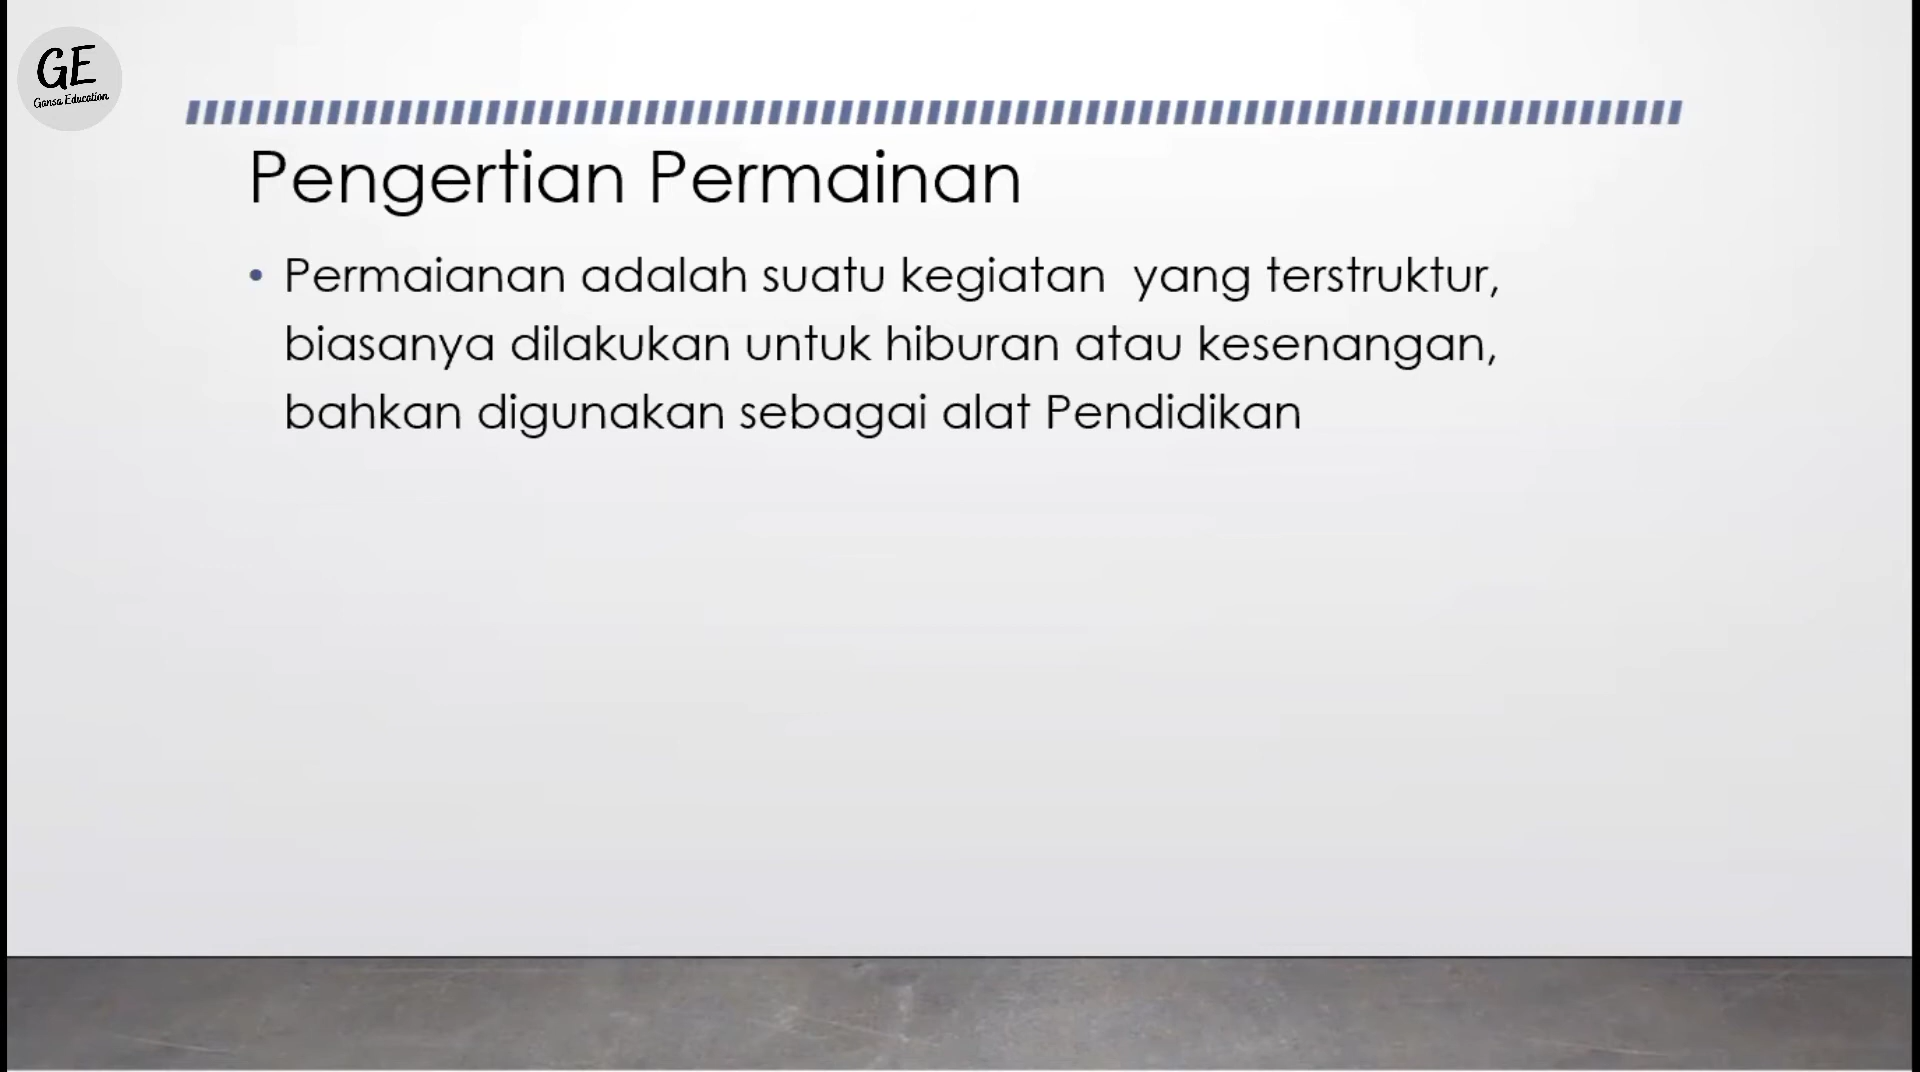 GE
Gansa Education
Pengertian Permainan
• Permaianan adalah suatu kegiatan  yang terstruktur,
biasanya dilakukan untuk hiburan atau kesenangan,
bahkan digunakan sebagai alat Pendidikan